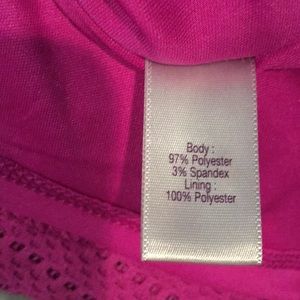 Body :
97% Polyester
3% Spandex
Lining :
100% Polyester